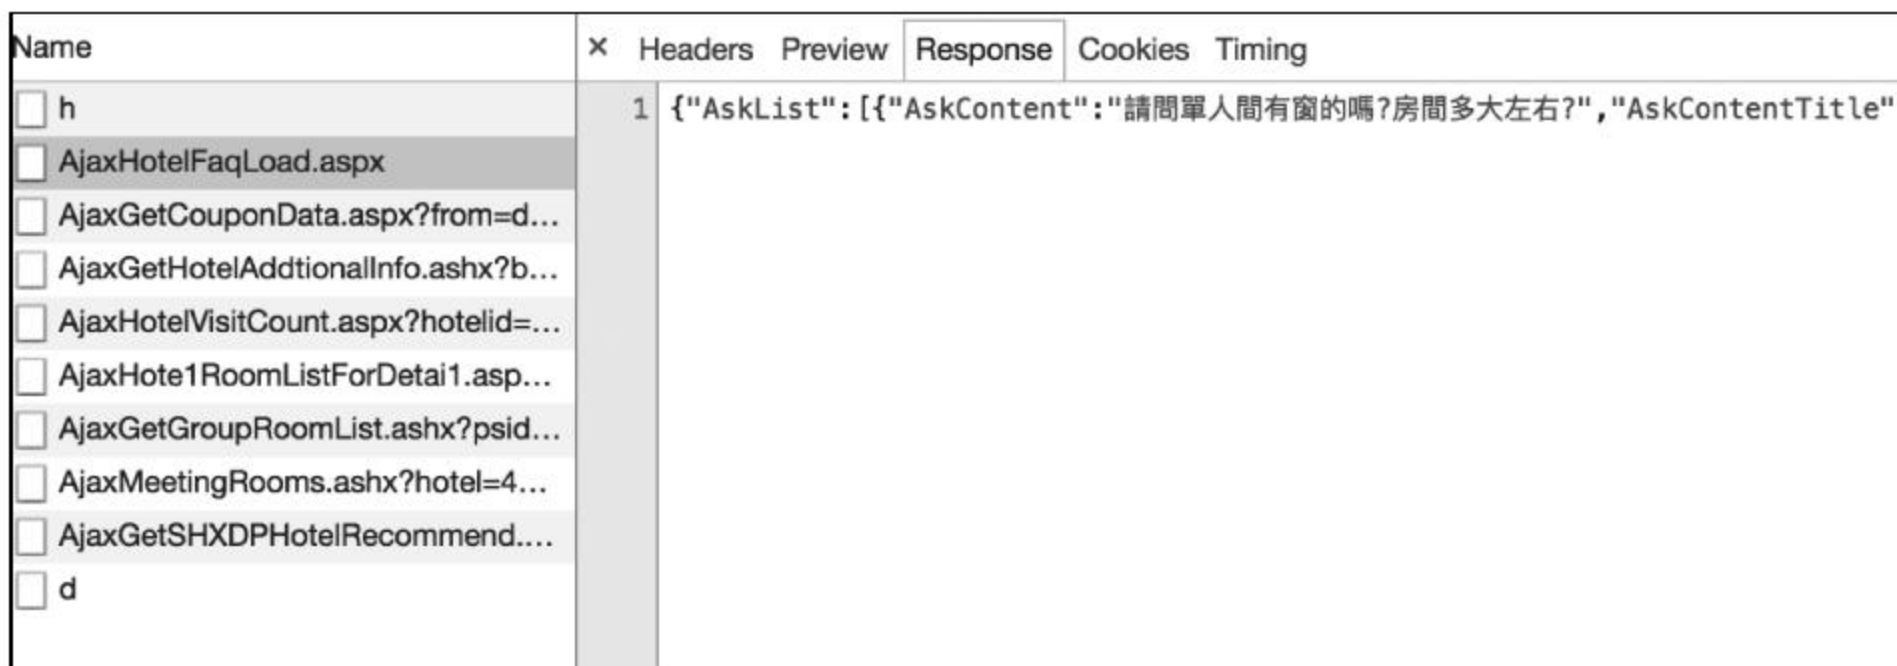 Name
h
AjaxHotelFaqLoad.aspx
AjaxGetCouponData.aspx?from=d...
AjaxGetHotelAddtionalInfo.ashx?b...
AjaxHotelVisitCount.aspx?hotelid=...
AjaxHote1RoomListForDetai1.asp...
AjaxGetGroupRoomList.ashx?psid...
AjaxMeetingRooms.ashx?hotel=4...
AjaxGetSHXDPHotelRecommend....
d
× Headers Preview Response Cookies Timing
1 {"AskList":[{"AskContent":"請問單人間有窗的嗎?房間多大左右?","AskContentTitle"